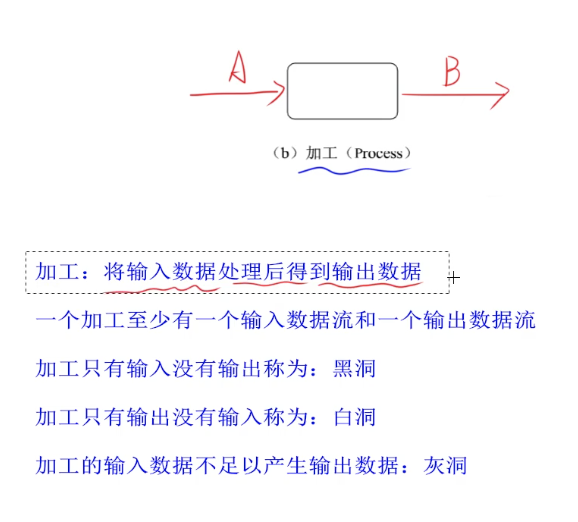 A
B
（b）加工（Process）
加工：将输入数据处理后得到输出数据
一个加工至少有一个输入数据流和一个输出数据流
加工只有输入没有输出称为：黑洞
加工只有输出没有输入称为：白洞
加工的输入数据不足以产生输出数据：灰洞